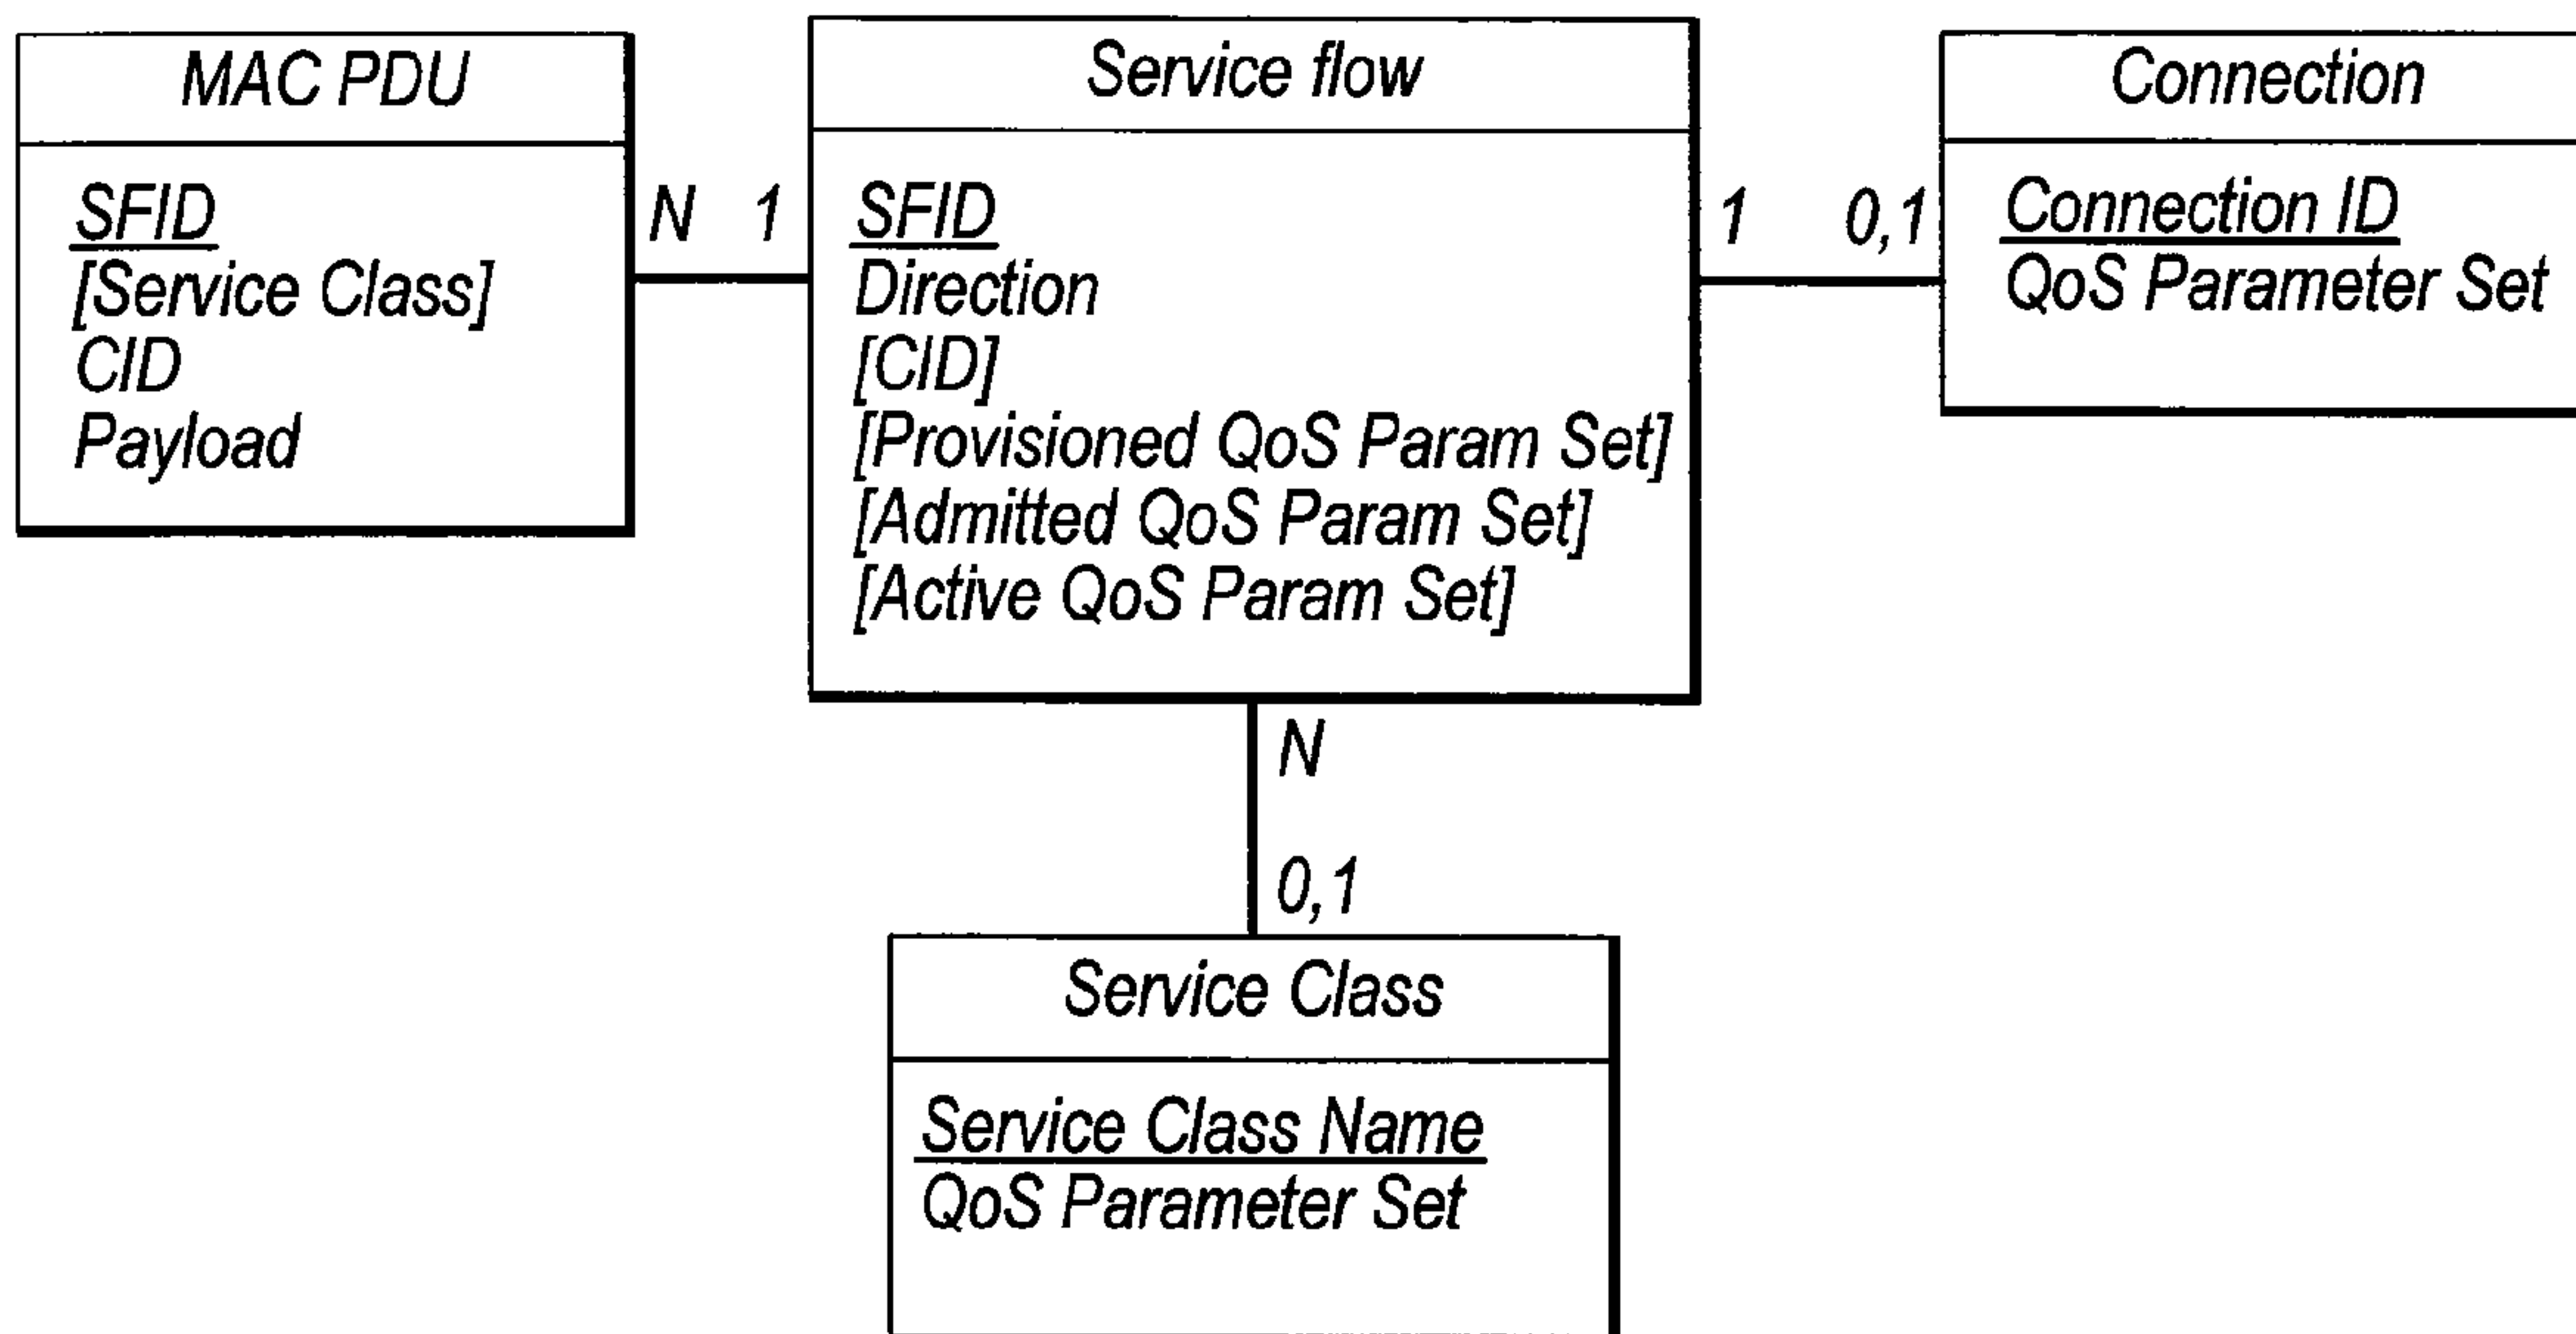 MAC PDU
SFID
[Service Class]
CID
Payload
N 1
Service flow
SFID
Direction
[CID]
[Provisioned QoS Param Set]
[Admitted QoS Param Set]
[Active QoS Param Set]
1 0,1
Connection
Connection ID
QoS Parameter Set
N
0,1
Service Class
Service Class Name
QoS Parameter Set